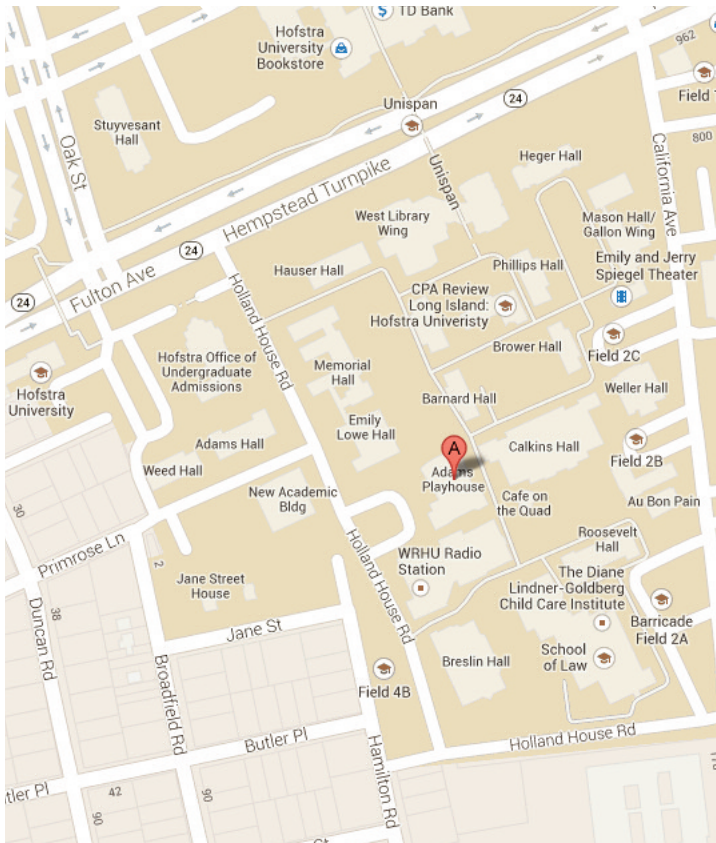 TD Bank
Hofstra
University
Bookstore
962
Field
Unispan
24
Stuyvesant
Hall
Oak St
800
Heger Hall
California Ave
Hempstead Turnpike
Unispan
West Library
Wing
Mason Hall/
Gallon Wing
24
Fulton Ave
24
Hauser Hall
Phillips Hall
Emily and Jerry
Spiegel Theater
CPA Review
Long Island:
Hofstra Univeristy
Holland House Rd
Hofstra Office of
Undergraduate
Admissions
Brower Hall
Field 2C
Hofstra
University
Memorial
Hall
Weller Hall
Barnard Hall
Emily
Lowe Hall
Adams Hall
A
Calkins Hall
Weed Hall
Field 2B
Adams
Playhouse
New Academic
Bldg
Cafe on
the Quad
Au Bon Pain
30
Primrose Ln
2
WRHU Radio
Station
Roosevelt
Hall
Holland House Rd
Jane Street
House
The Diane
Lindner-Goldberg
Child Care Institute
Duncan Rd
38
Jane St
Barricade
Field 2A
Broadfield Rd
School
of Law
Breslin Hall
Field 4B
Butler Pl
Holland House Rd
Hamilton Rd
tler Pl
42
90
90
St